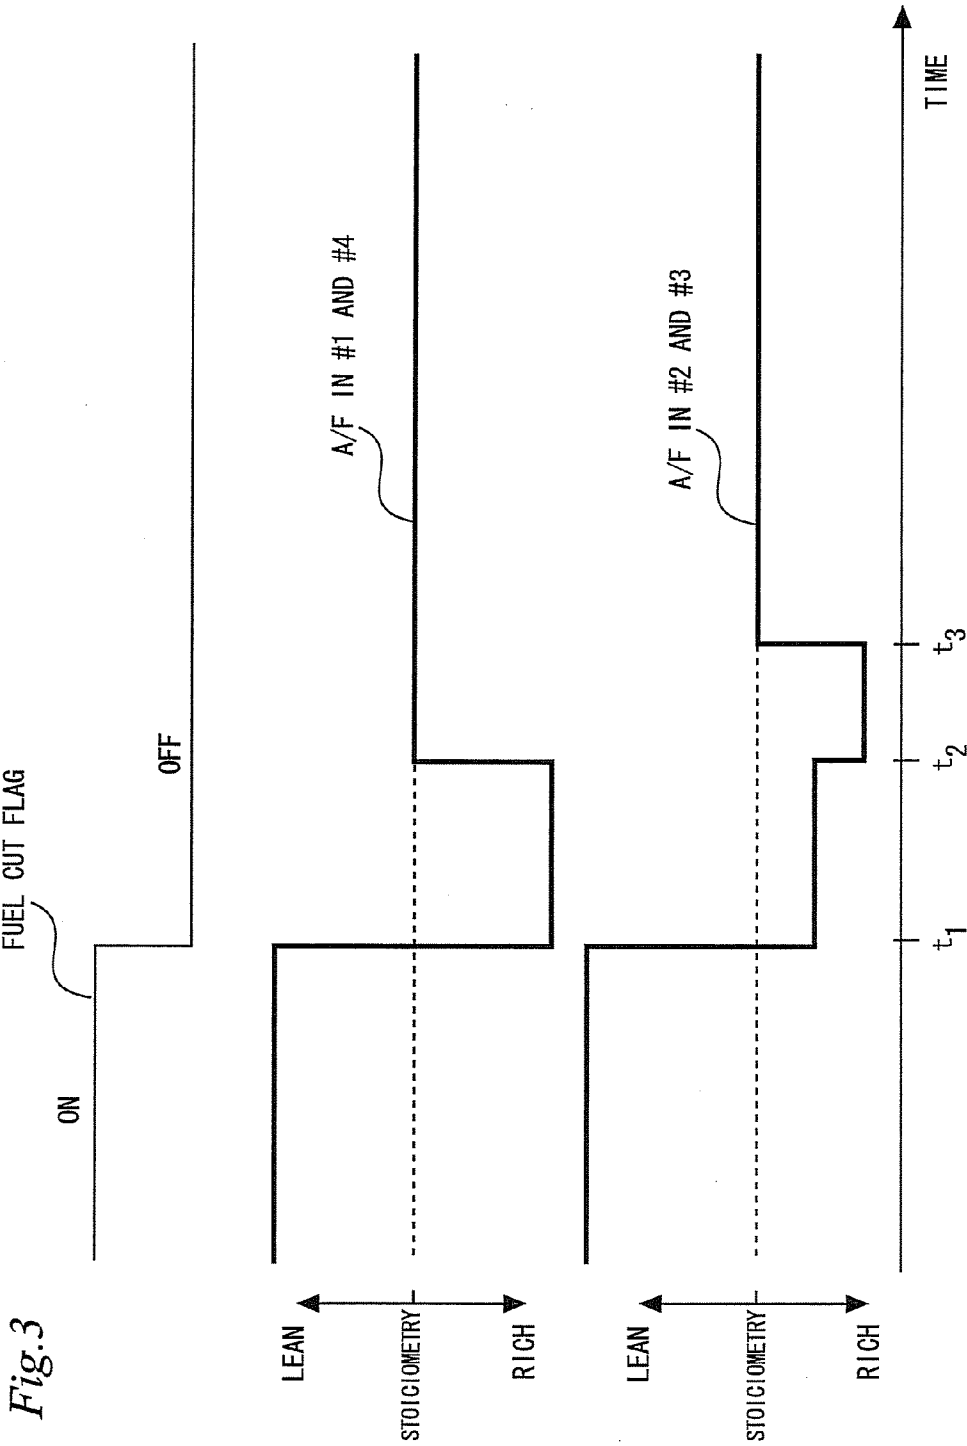 Fig.3
FUEL CUT FLAG
ON
OFF
LEAN
STOICIOMETRY
RICH
A/F IN #1 AND #4
LEAN
STOICIOMETRY
RICH
A/F IN #2 AND #3
t1
t2
t3
TIME